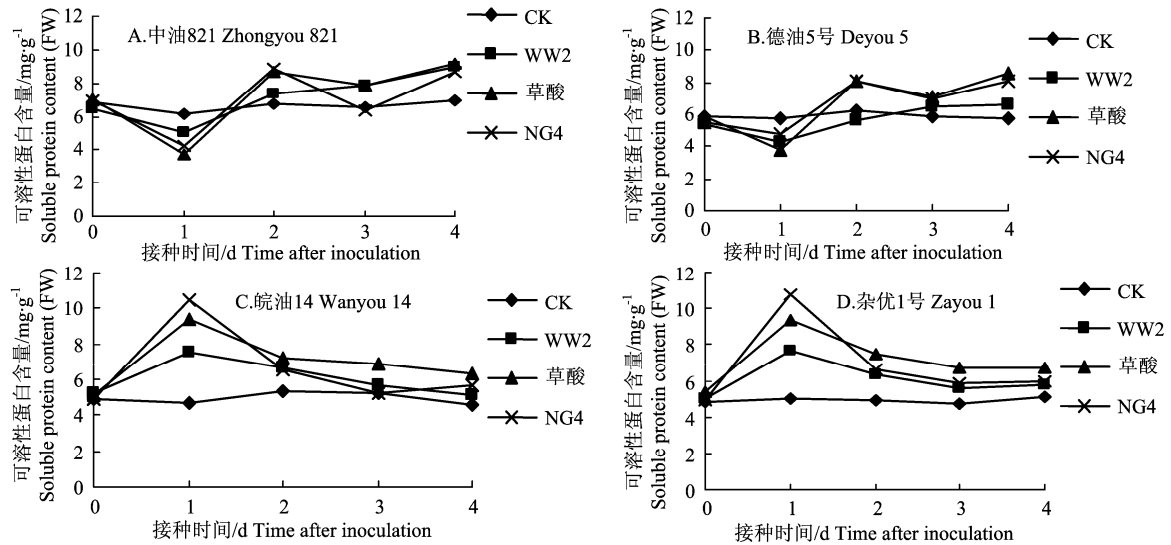 可溶性蛋白含量/mg·g-1
Soluble protein content (FW)
12
10
8
6
4
2
0
A.中油821 Zhongyou 821
CK
WW2
草酸
NG4
0 1 2 3 4
接种时间/d Time after inoculation
可溶性蛋白含量/mg·g-1
Soluble protein content (FW)
12
10
8
6
4
2
0
B.德油5号 Deyou 5
CK
WW2
草酸
NG4
0 1 2 3 4
接种时间/d Time after inoculation
可溶性蛋白含量/mg·g-1
Soluble protein content (FW)
12
10
8
6
4
2
0
C.皖油14 Wanyou 14
CK
WW2
草酸
NG4
0 1 2 3 4
接种时间/d Time after inoculation
可溶性蛋白含量/mg·g-1
Soluble protein content (FW)
12
10
8
6
4
2
0
D.杂优1号 Zayou 1
CK
WW2
草酸
NG4
0 1 2 3 4
接种时间/d Time after inoculation